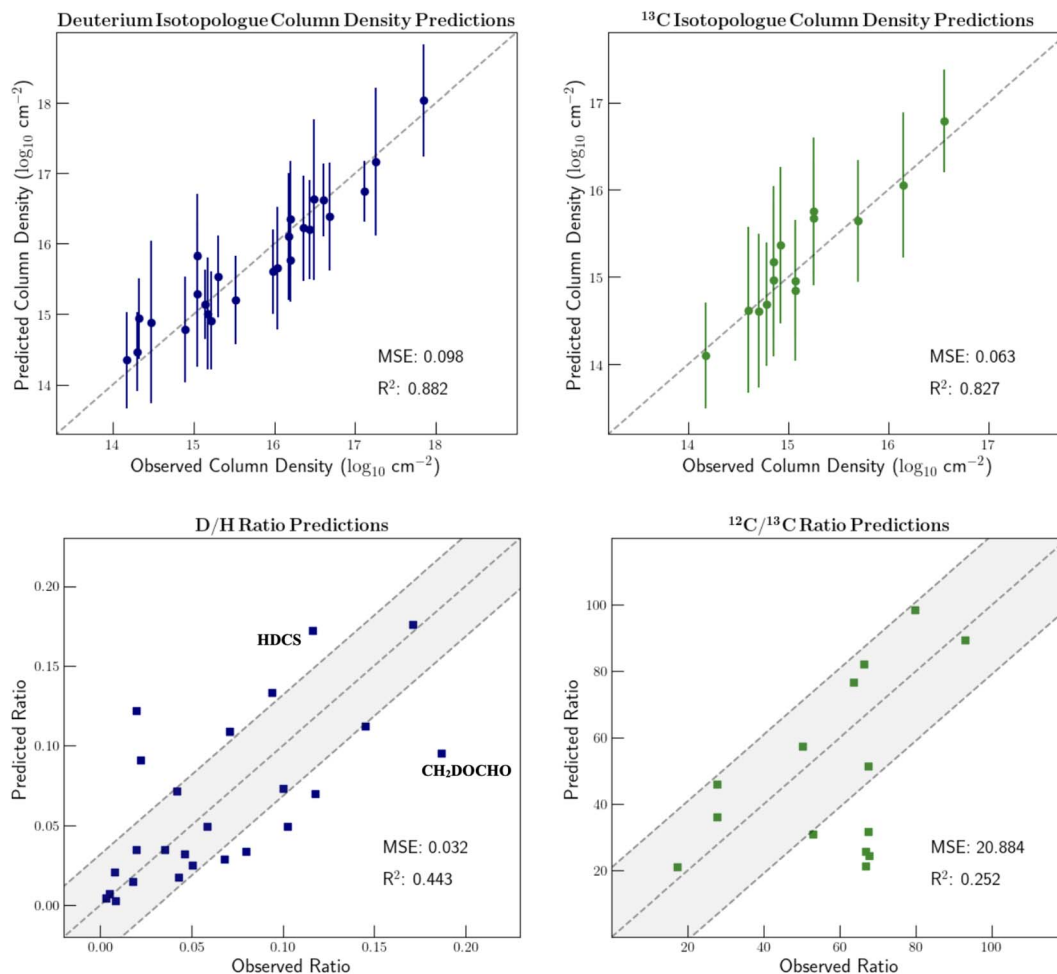 Deuterium Isotopologue Column Density Predictions
Predicted Column Density (log₁₀ cm⁻²)
18
17
16
15
14
MSE: 0.098
R²: 0.882
14 15 16 17 18
Observed Column Density (log₁₀ cm⁻²)
¹³C Isotopologue Column Density Predictions
Predicted Column Density (log₁₀ cm⁻²)
17
16
15
14
MSE: 0.063
R²: 0.827
14 15 16 17
Observed Column Density (log₁₀ cm⁻²)
D/H Ratio Predictions
Predicted Ratio
0.20
0.15
0.10
0.05
0.00
HDCS
CH₂DOCHO
MSE: 0.032
R²: 0.443
0.00 0.05 0.10 0.15 0.20
Observed Ratio
¹²C/¹³C Ratio Predictions
Predicted Ratio
100
80
60
40
20
MSE: 20.884
R²: 0.252
20 40 60 80 100
Observed Ratio